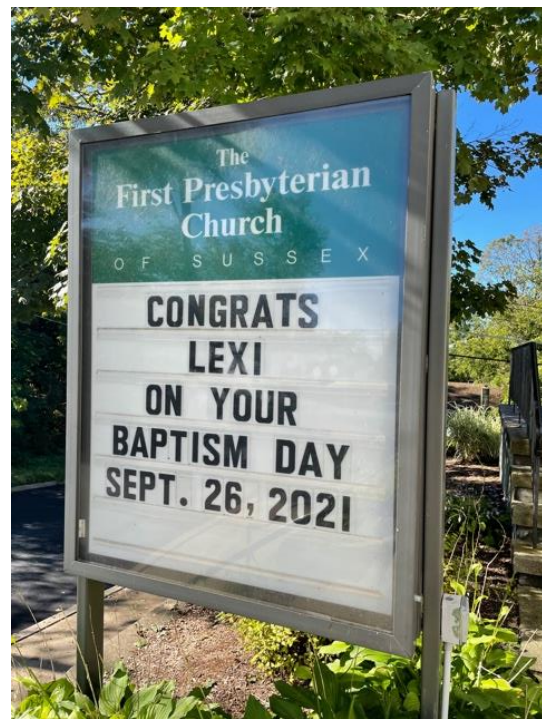 The
First Presbyterian
Church
OF SUSSEX
CONGRATS
LEXI
ON YOUR
BAPTISM DAY
SEPT. 26, 2021